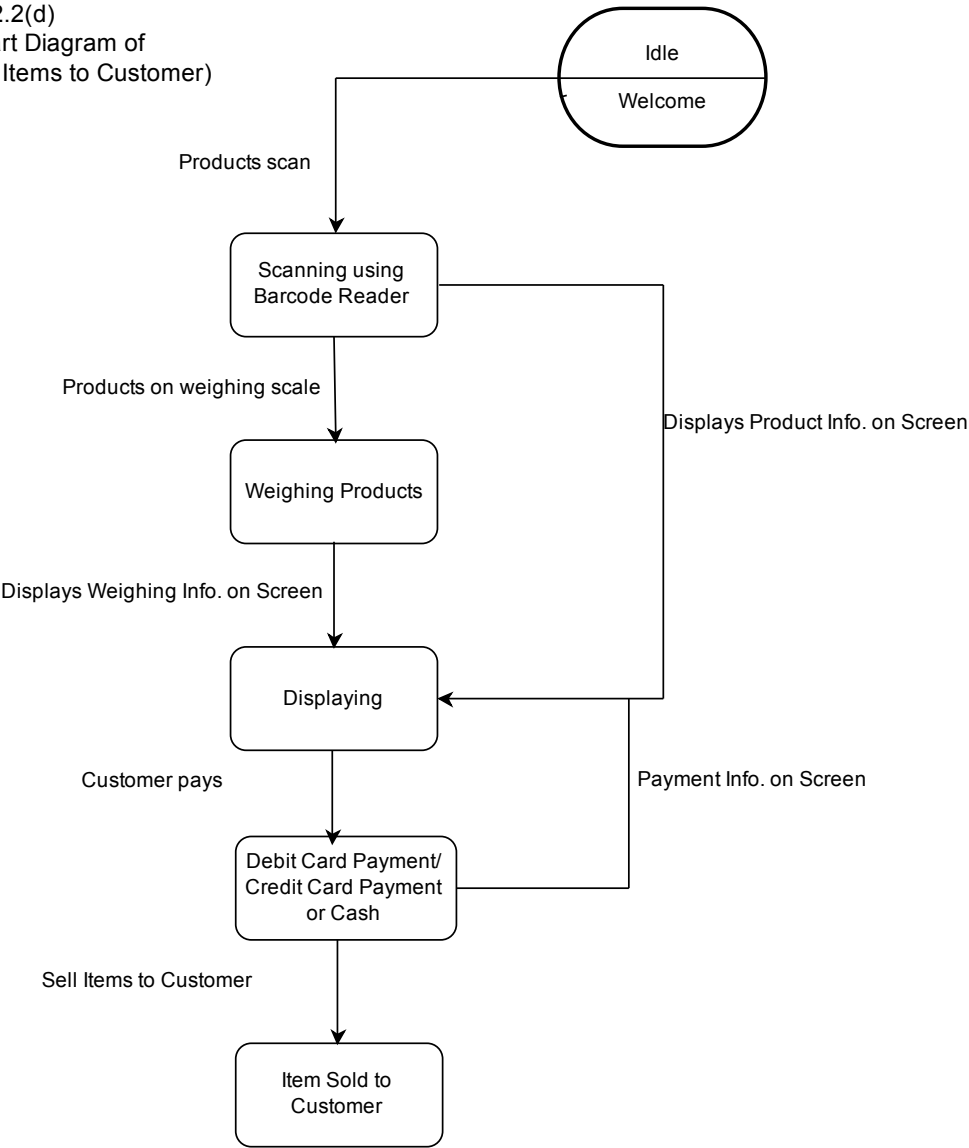 2.2(d)
rt Diagram of
Items to Customer)
Idle
Welcome
Products scan
Scanning using
Barcode Reader
Products on weighing scale
Displays Product Info. on Screen
Weighing Products
Displays Weighing Info. on Screen
Displaying
Customer pays
Payment Info. on Screen
Debit Card Payment/
Credit Card Payment
or Cash
Sell Items to Customer
Item Sold to
Customer